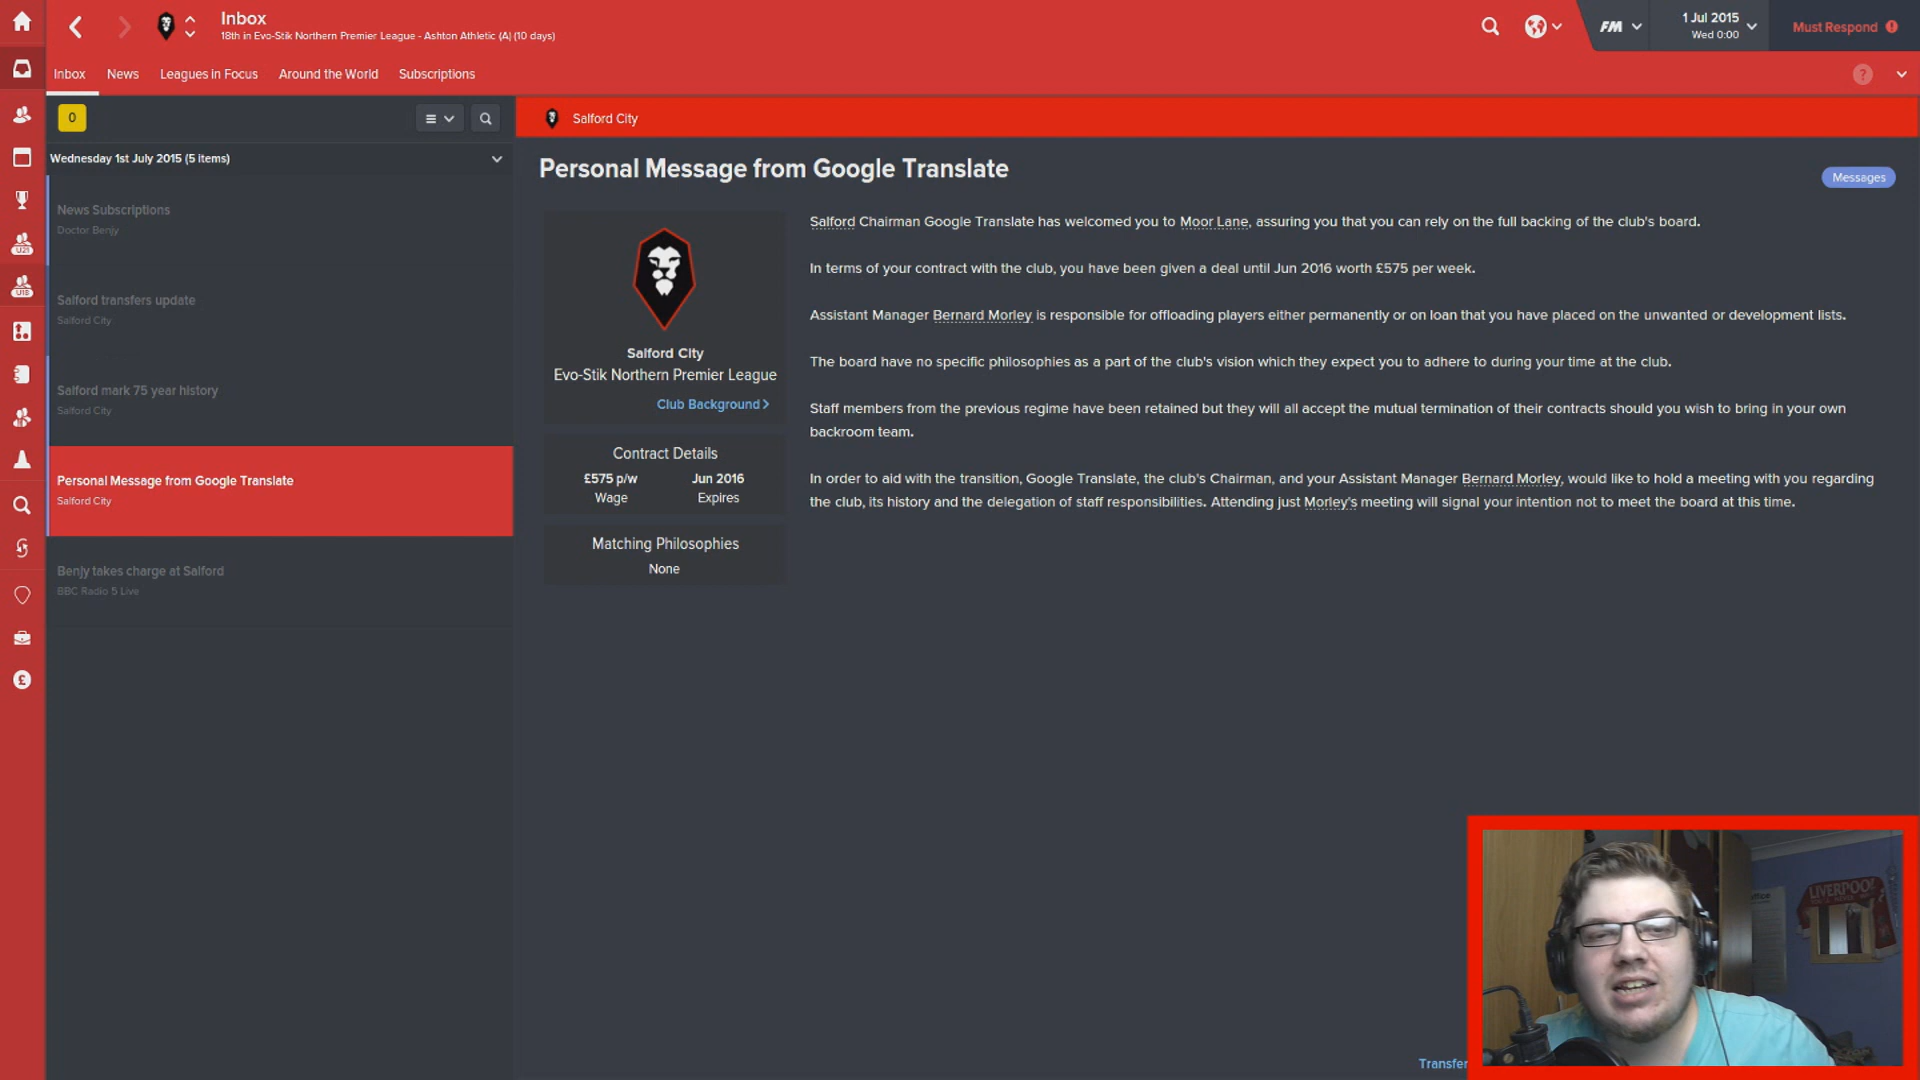 Inbox
18th in Evo-Stik Northern Premier League - Ashton Athletic (A) (10 days)
FM
1 Jul 2015
Wed 0:00
Must Respond
Inbox
News
Leagues in Focus
Around the World
Subscriptions
?
0
Salford City
Wednesday 1st July 2015 (5 items)
Personal Message from Google Translate
Messages
News Subscriptions
Doctor Benjy
Salford transfers update
Salford City
Salford mark 75 year history
Salford City
Personal Message from Google Translate
Salford City
Benjy takes charge at Salford
BBC Radio 5 Live
U21
U18
£
Salford City
Evo-Stik Northern Premier League
Club Background >
Contract Details
£575 p/w
Jun 2016
Wage
Expires
Matching Philosophies
None
Salford Chairman Google Translate has welcomed you to Moor Lane, assuring you that you can rely on the full backing of the club's board.
In terms of your contract with the club, you have been given a deal until Jun 2016 worth £575 per week.
Assistant Manager Bernard Morley is responsible for offloading players either permanently or on loan that you have placed on the unwanted or development lists.
The board have no specific philosophies as a part of the club's vision which they expect you to adhere to during your time at the club.
Staff members from the previous regime have been retained but they will all accept the mutual termination of their contracts should you wish to bring in your own
backroom team.
In order to aid with the transition, Google Translate, the club's Chairman, and your Assistant Manager Bernard Morley, would like to hold a meeting with you regarding
the club, its history and the delegation of staff responsibilities. Attending just Morley's meeting will signal your intention not to meet the board at this time.
LIVERPOOL
Transfer